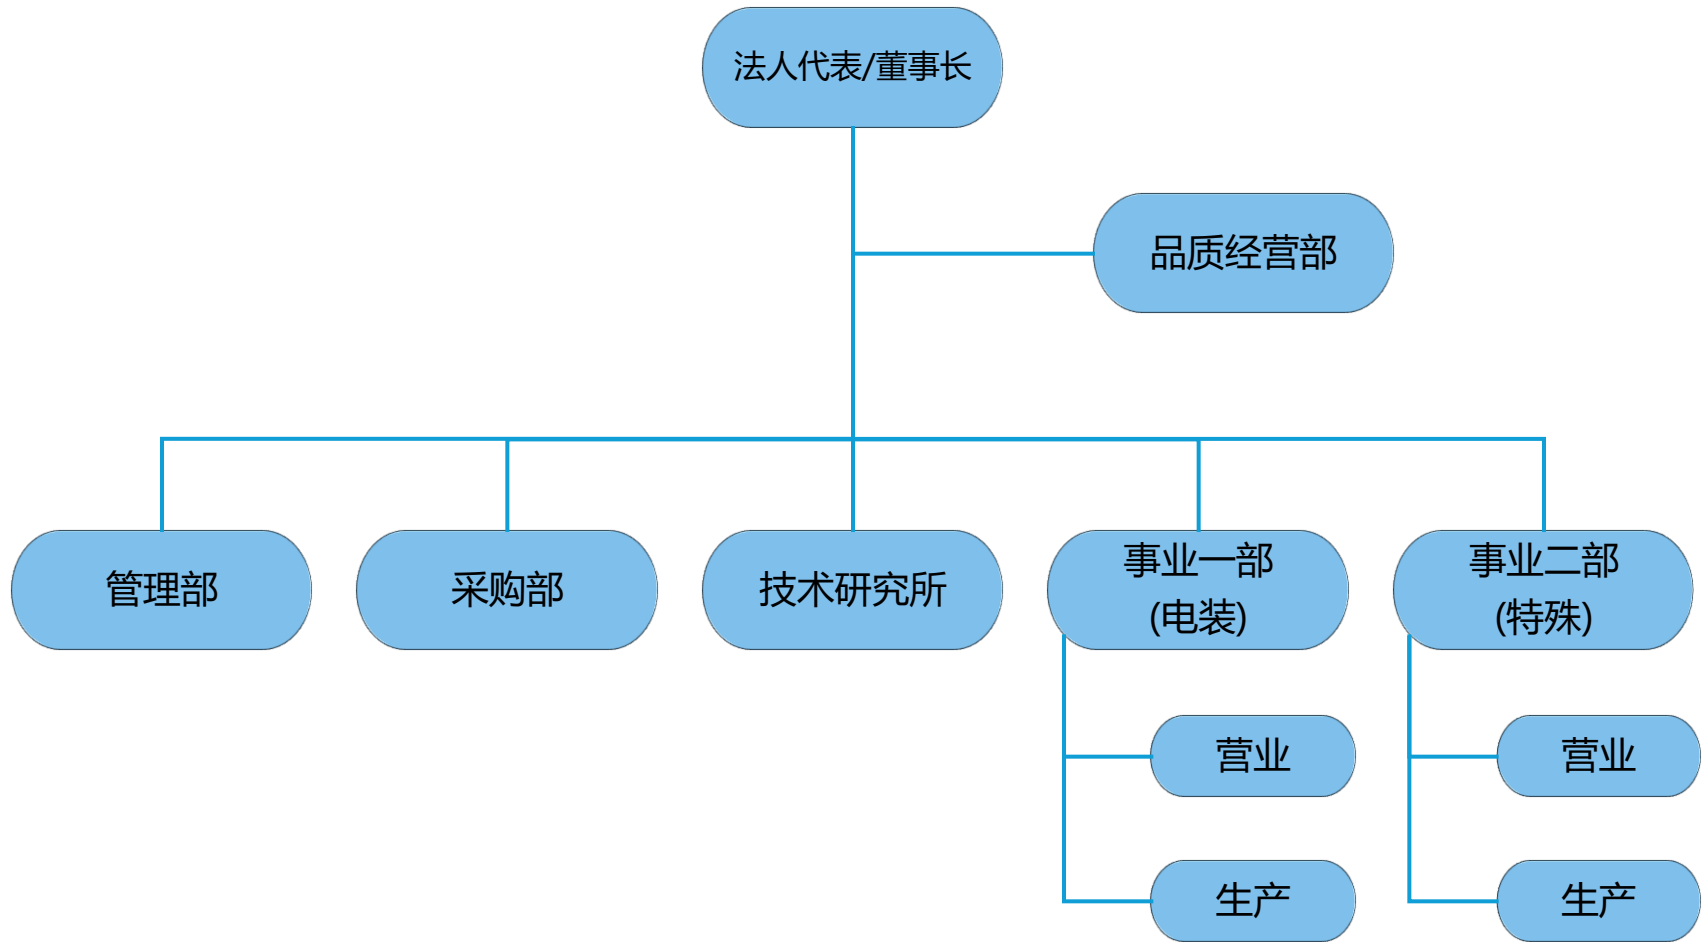 法人代表/董事长
品质经营部
管理部
采购部
技术研究所
事业一部
(电装)
事业二部
(特殊)
营业
营业
生产
生产